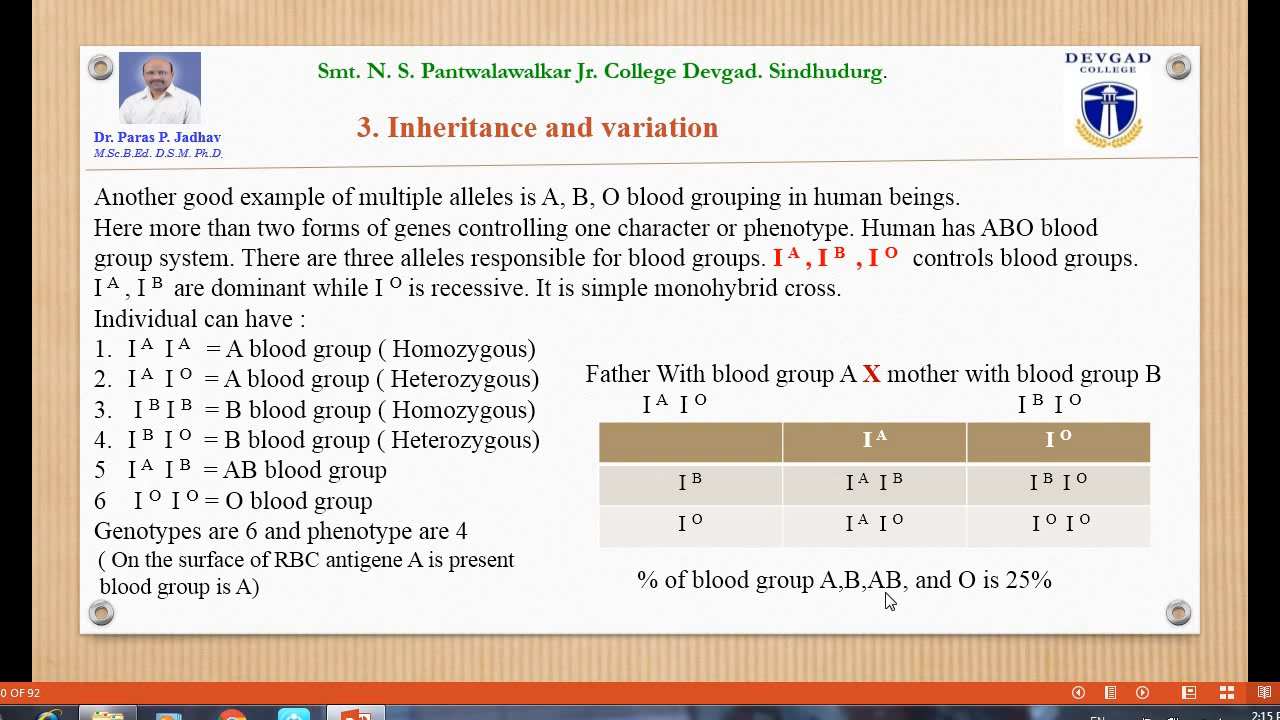 Smt. N. S. Pantwalawalkar Jr. College Devgad. Sindhudurg.
DEVGAD
COLLEGE
Dr. Paras P. Jadhav
M.Sc.B.Ed. D.S.M. Ph.D.
3. Inheritance and variation
Another good example of multiple alleles is A, B, O blood grouping in human beings.
Here more than two forms of genes controlling one character or phenotype. Human has ABO blood
group system. There are three alleles responsible for blood groups. I A , I B , I O controls blood groups.
I A , I B are dominant while I O is recessive. It is simple monohybrid cross.
Individual can have :
1. I A I A = A blood group ( Homozygous)
2. I A I O = A blood group ( Heterozygous)
3. I B I B = B blood group ( Homozygous)
4. I B I O = B blood group ( Heterozygous)
5 I A I B = AB blood group
6 I O I O = O blood group
Genotypes are 6 and phenotype are 4
( On the surface of RBC antigene A is present
blood group is A)
Father With blood group A X mother with blood group B
I A I O I B I O
I A I O
I B I A I B I B I O
I O I A I O I O I O
% of blood group A,B,AB, and O is 25%
0 OF 92